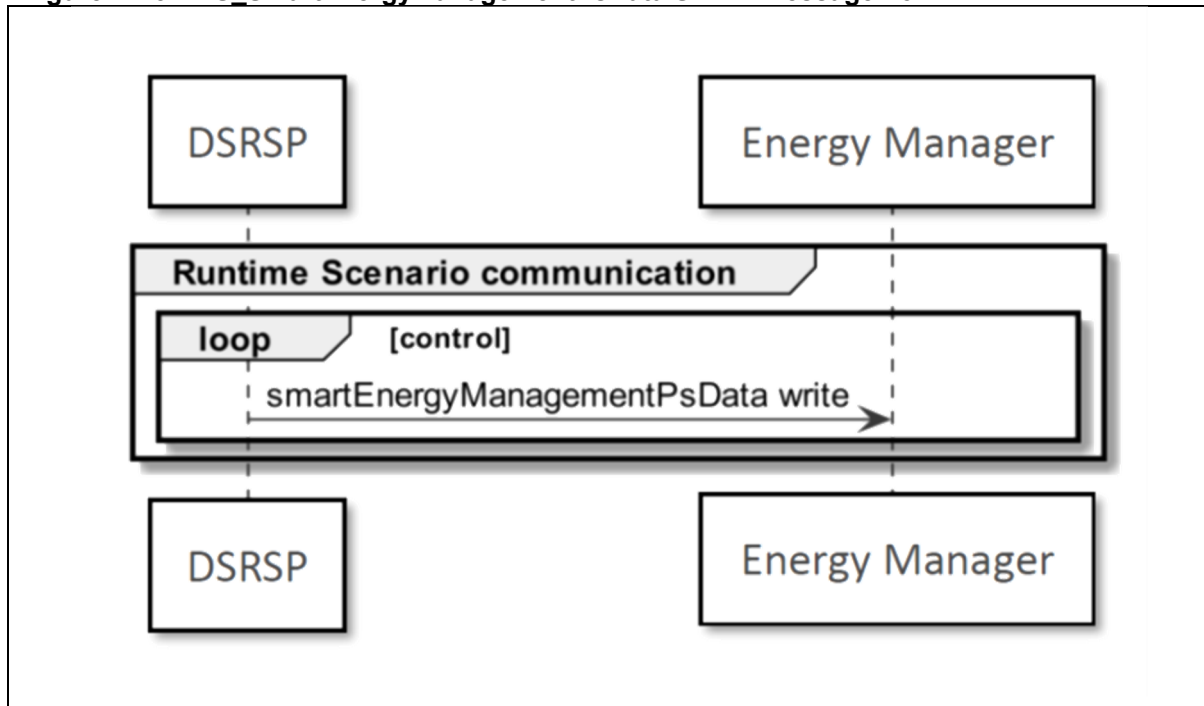 DSRSP
Energy Manager
Runtime Scenario communication
loop
[control]
smartEnergyManagementPsData write
DSRSP
Energy Manager